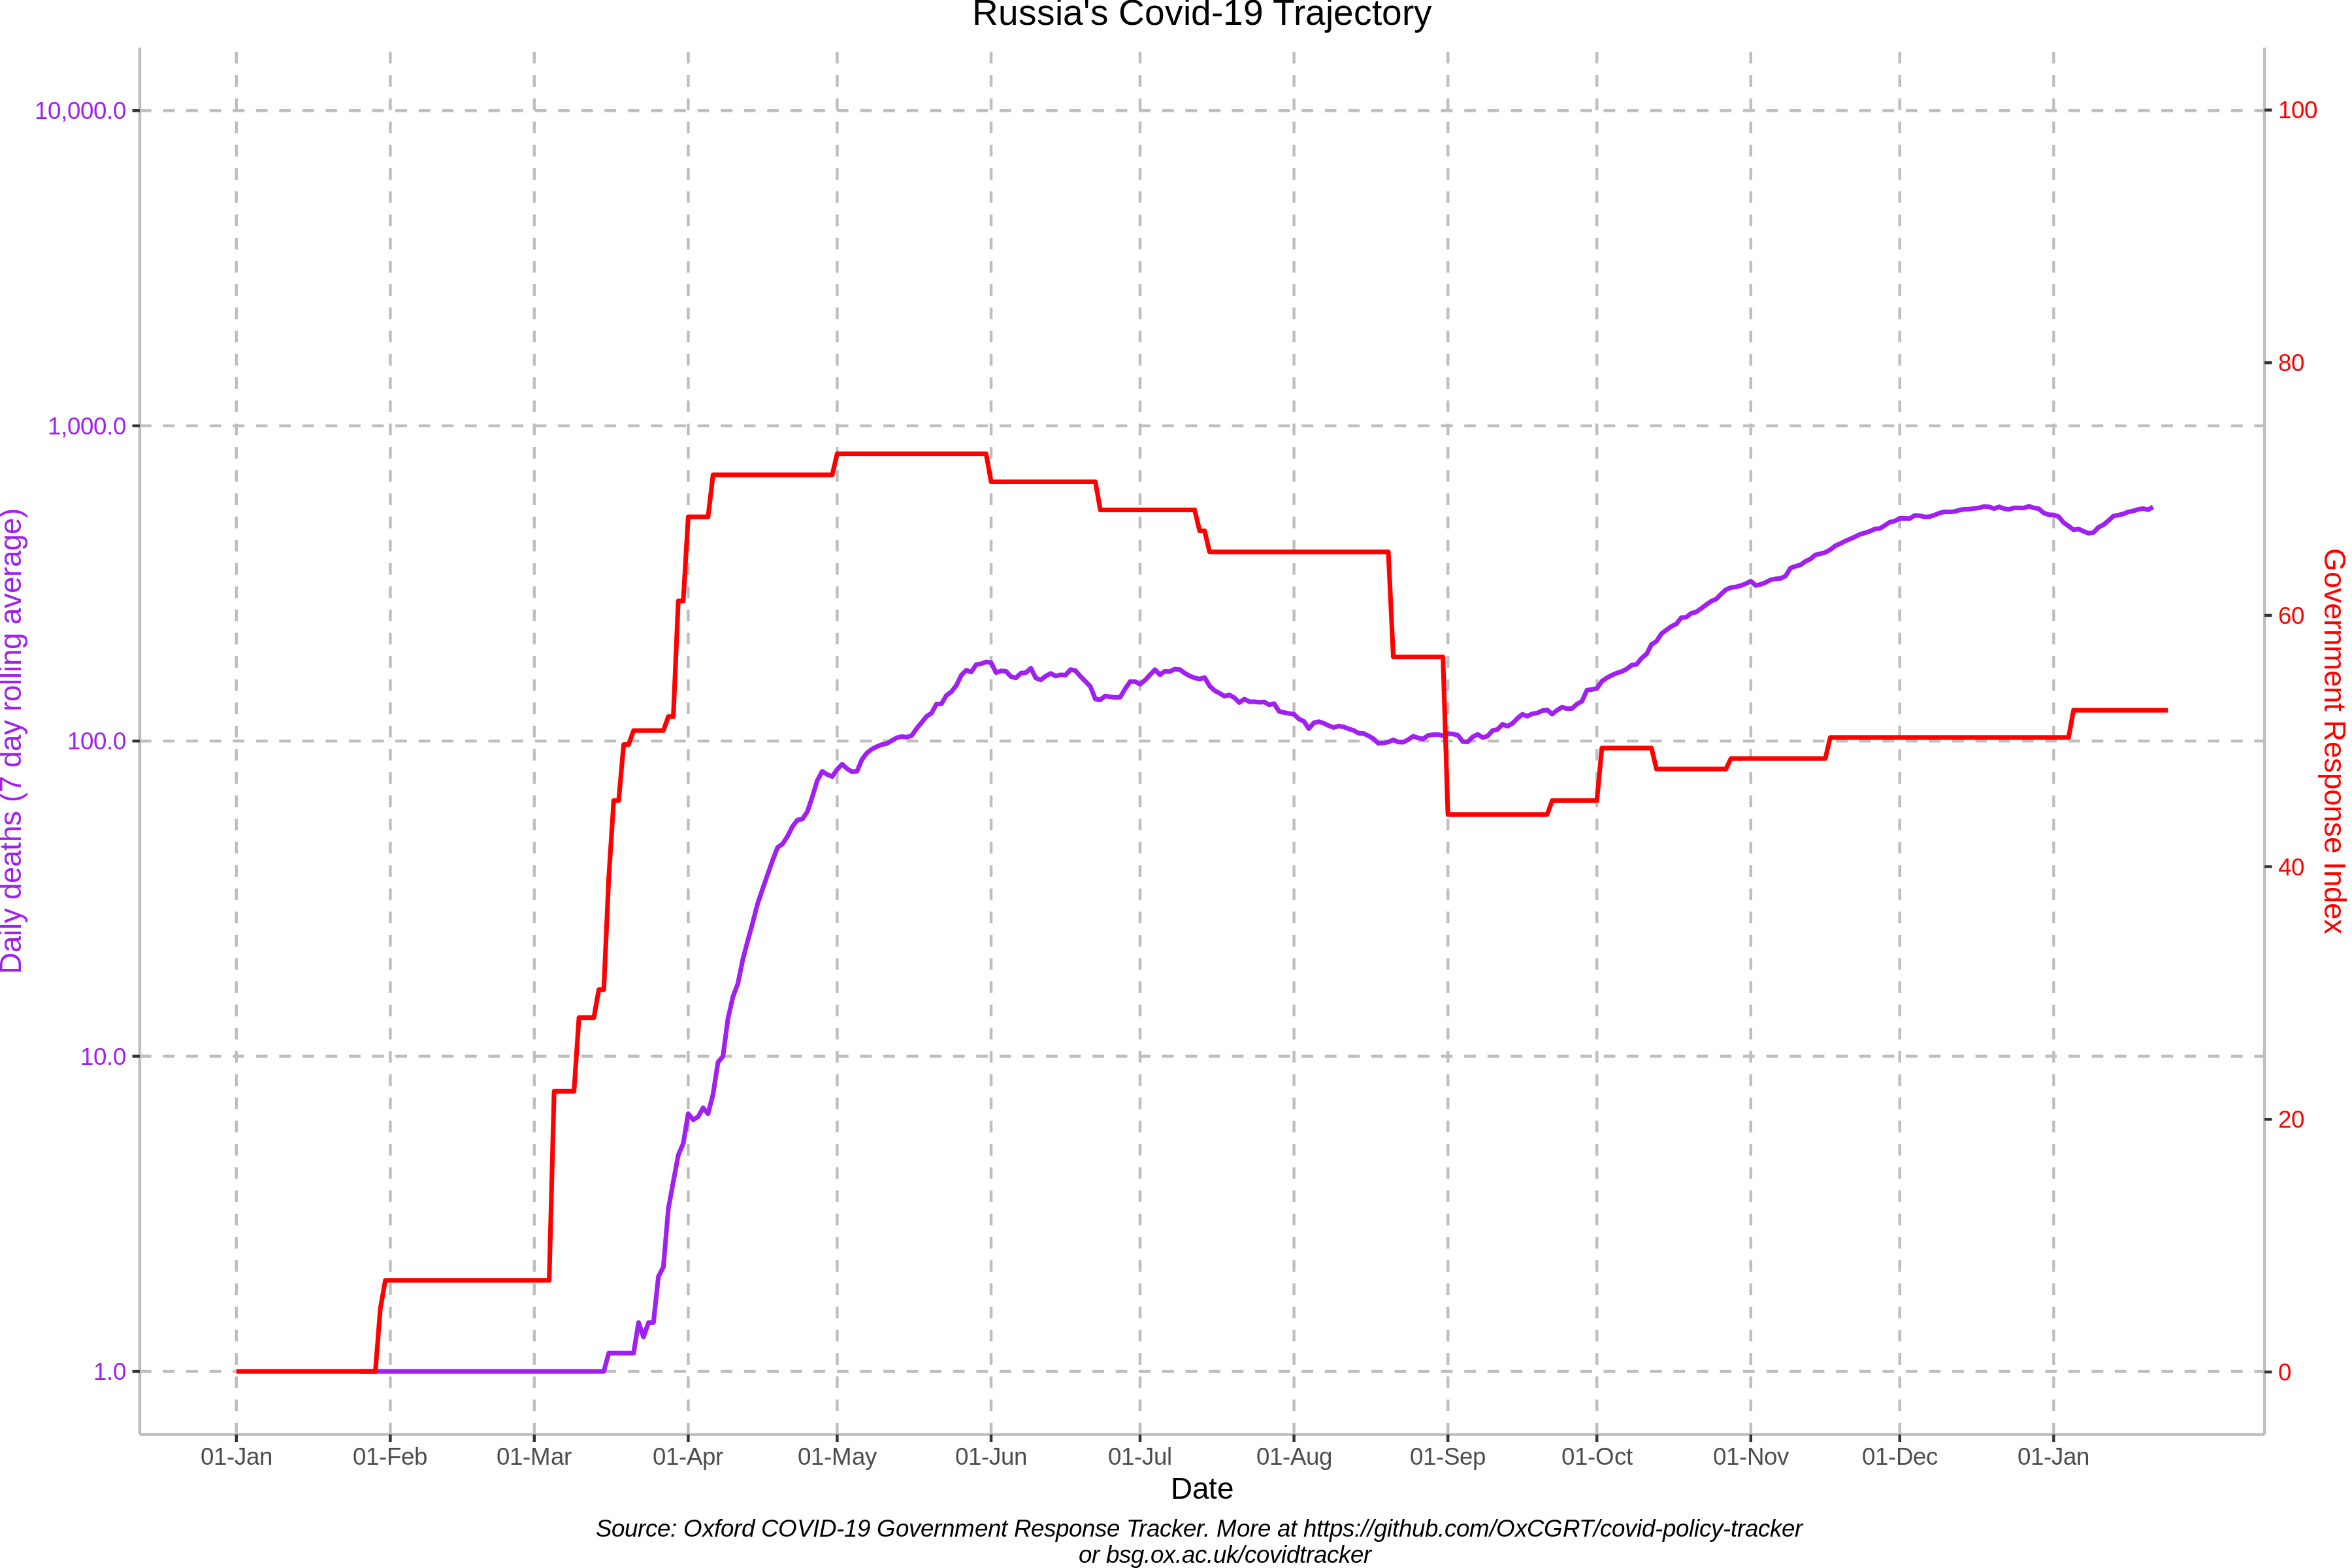 Russia's Covid-19 Trajectory
10,000.0
1,000.0
100.0
10.0
1.0
Daily deaths (7 day rolling average)
100
80
60
40
20
0
Government Response Index
01-Jan
01-Feb
01-Mar
01-Apr
01-May
01-Jun
01-Jul
01-Aug
01-Sep
01-Oct
01-Nov
01-Dec
01-Jan
Date
Source: Oxford COVID-19 Government Response Tracker. More at https://github.com/OxCGRT/covid-policy-tracker
or bsg.ox.ac.uk/covidtracker